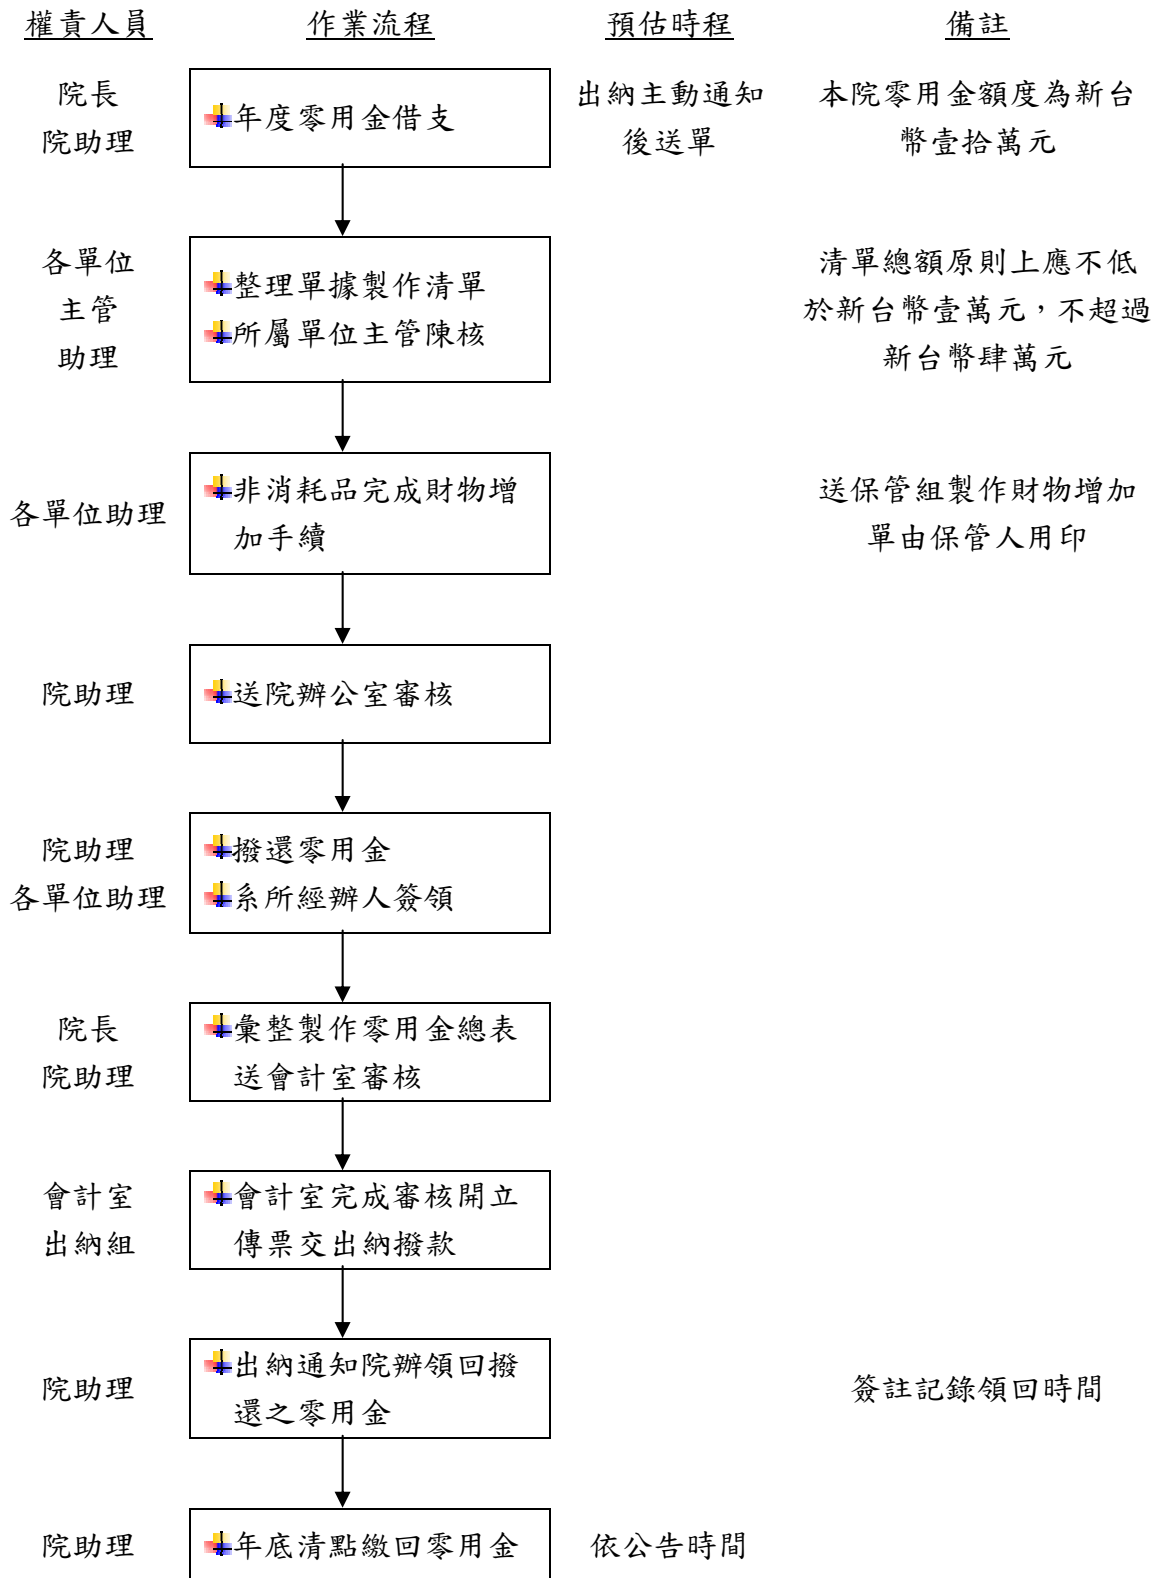 權責人員 作業流程 預估時程 備註
院長
院助理
年度零用金借支
出納主動通知
後送單
本院零用金額度為新台
幣壹拾萬元
各單位
主管
助理
整理單據製作清單
所屬單位主管陳核
清單總額原則上應不低
於新台幣壹萬元，不超過
新台幣肆萬元
各單位助理
非消耗品完成財物增
加手續
送保管組製作財物增加
單由保管人用印
院助理
送院辦公室審核
院助理
各單位助理
撥還零用金
系所經辦人簽領
院長
院助理
彙整製作零用金總表
送會計室審核
會計室
出納組
會計室完成審核開立
傳票交出納撥款
院助理
出納通知院辦領回撥
還之零用金
簽註記錄領回時間
院助理
年底清點繳回零用金
依公告時間